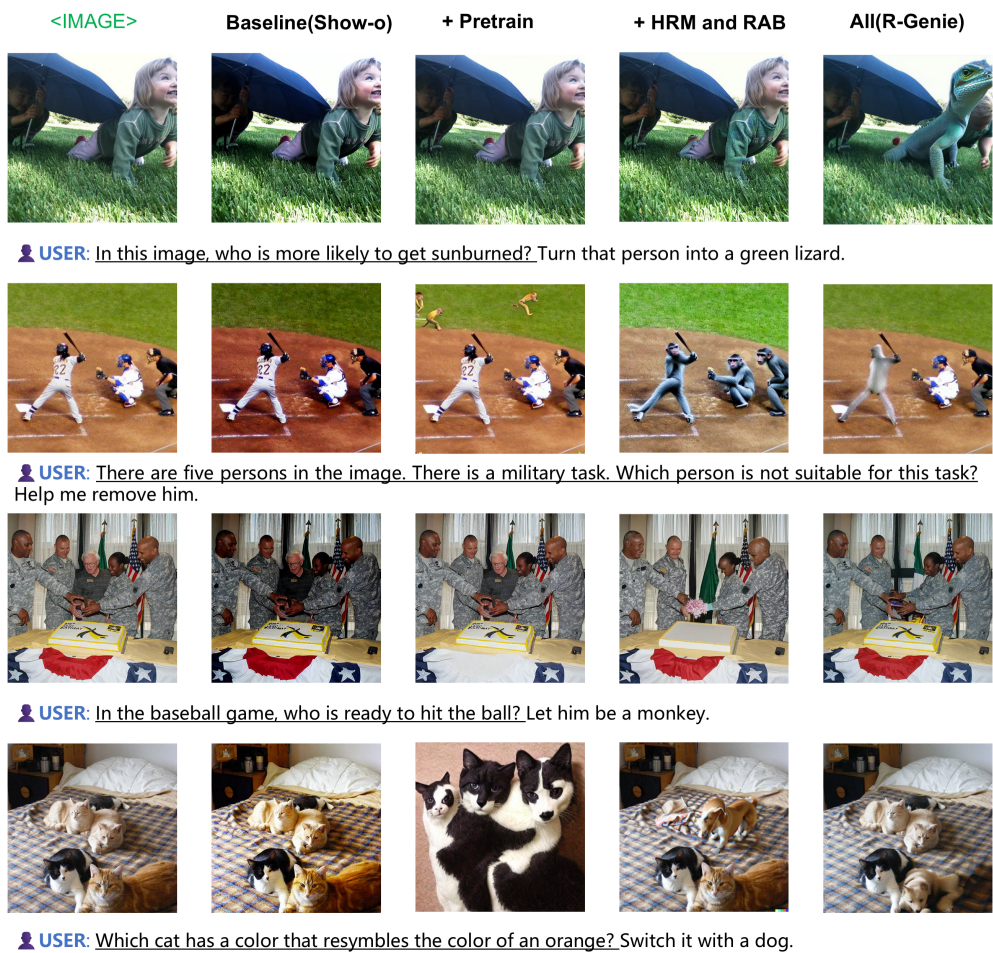 <IMAGE> Baseline(Show-o) + Pretrain + HRM and RAB All(R-Genie)
USER: In this image, who is more likely to get sunburned? Turn that person into a green lizard.
22 22 22
USER: There are five persons in the image. There is a military task. Which person is not suitable for this task?
Help me remove him.
USER: In the baseball game, who is ready to hit the ball? Let him be a monkey.
USER: Which cat has a color that resymbles the color of an orange? Switch it with a dog.